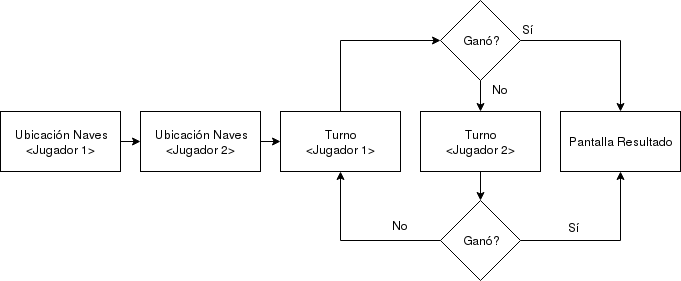 Ganó?
Sí
No
Ubicación Naves
<Jugador 1>
Ubicación Naves
<Jugador 2>
Turno
<Jugador 1>
Turno
<Jugador 2>
Pantalla Resultado
No
Ganó?
Sí